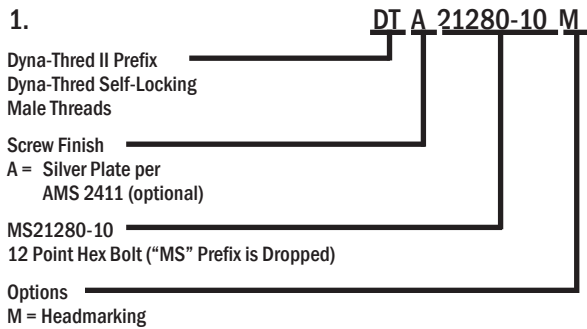 1. DT A 21280-10 M
Dyna-Thred II Prefix
Dyna-Thred Self-Locking
Male Threads
Screw Finish
A = Silver Plate per
AMS 2411 (optional)
MS21280-10
12 Point Hex Bolt (“MS” Prefix is Dropped)
Options
M = Headmarking